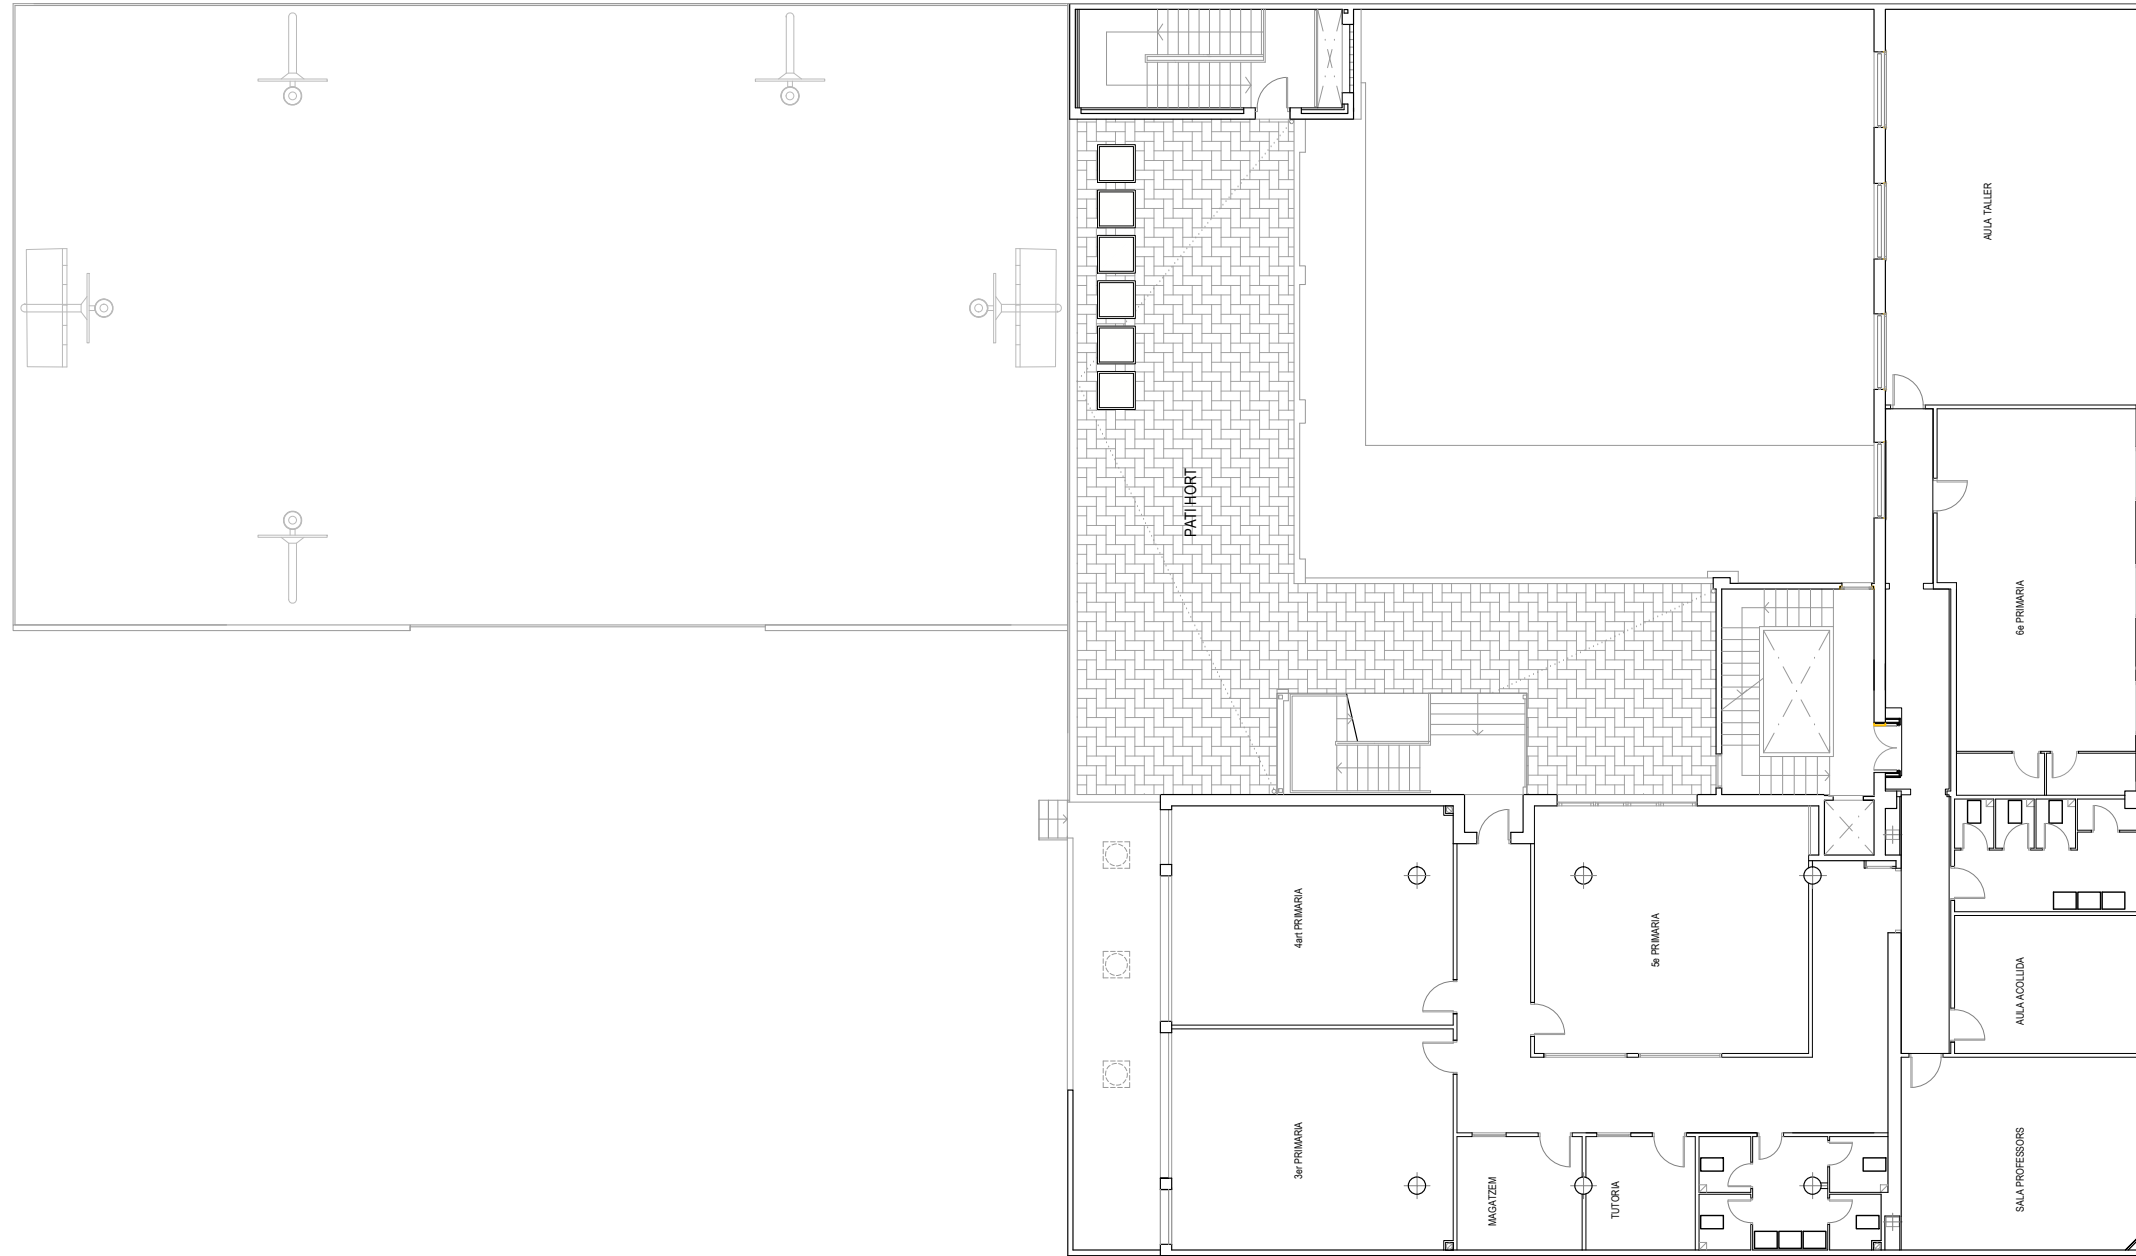 AULA TALLER
PATI HORT
6e PRIMARIA
4art PRIMARIA
5e PRIMARIA
AULA ACOLLIDA
3er PRIMARIA
MAGATZEM
TUTORIA
SALA PROFESSORS